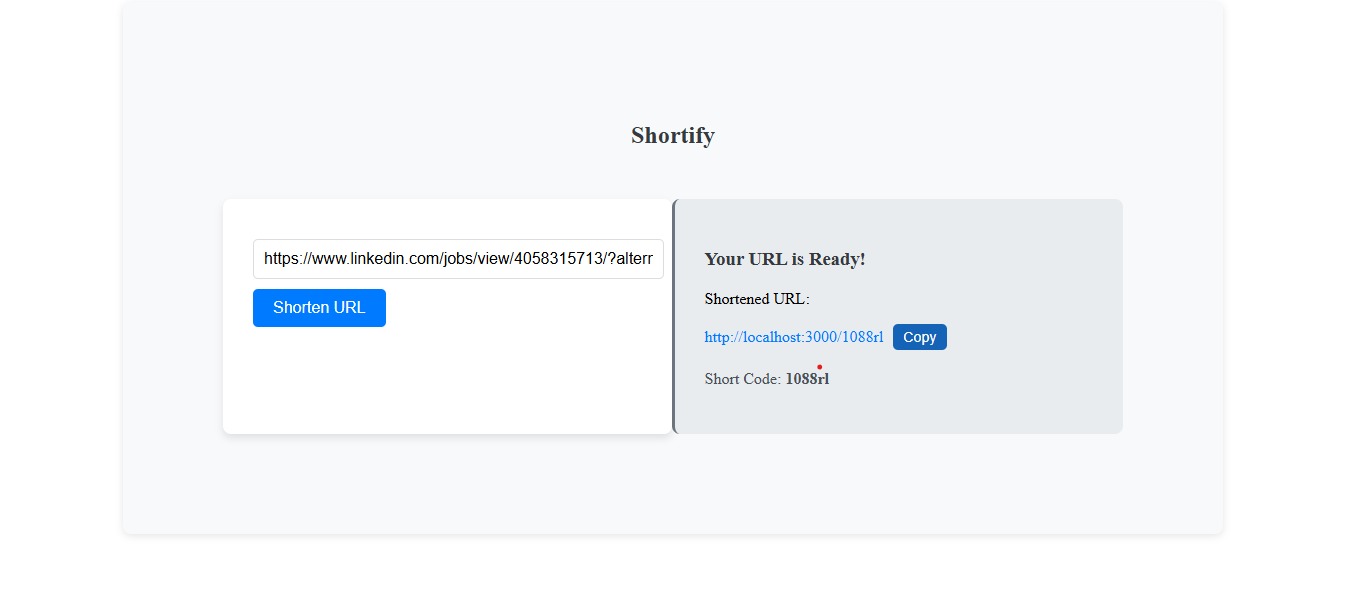 Shortify
https://www.linkedin.com/jobs/view/4058315713/?altern
Shorten URL
Your URL is Ready!
Shortened URL:
http://localhost:3000/1088rl Copy
Short Code: 1088rl